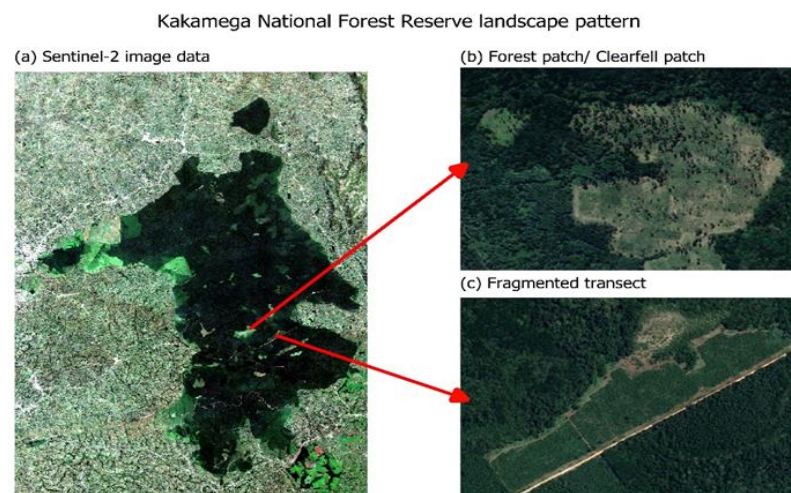 Kakamega National Forest Reserve landscape pattern
(a) Sentinel-2 image data
(b) Forest patch/ Clearfell patch
(c) Fragmented transect